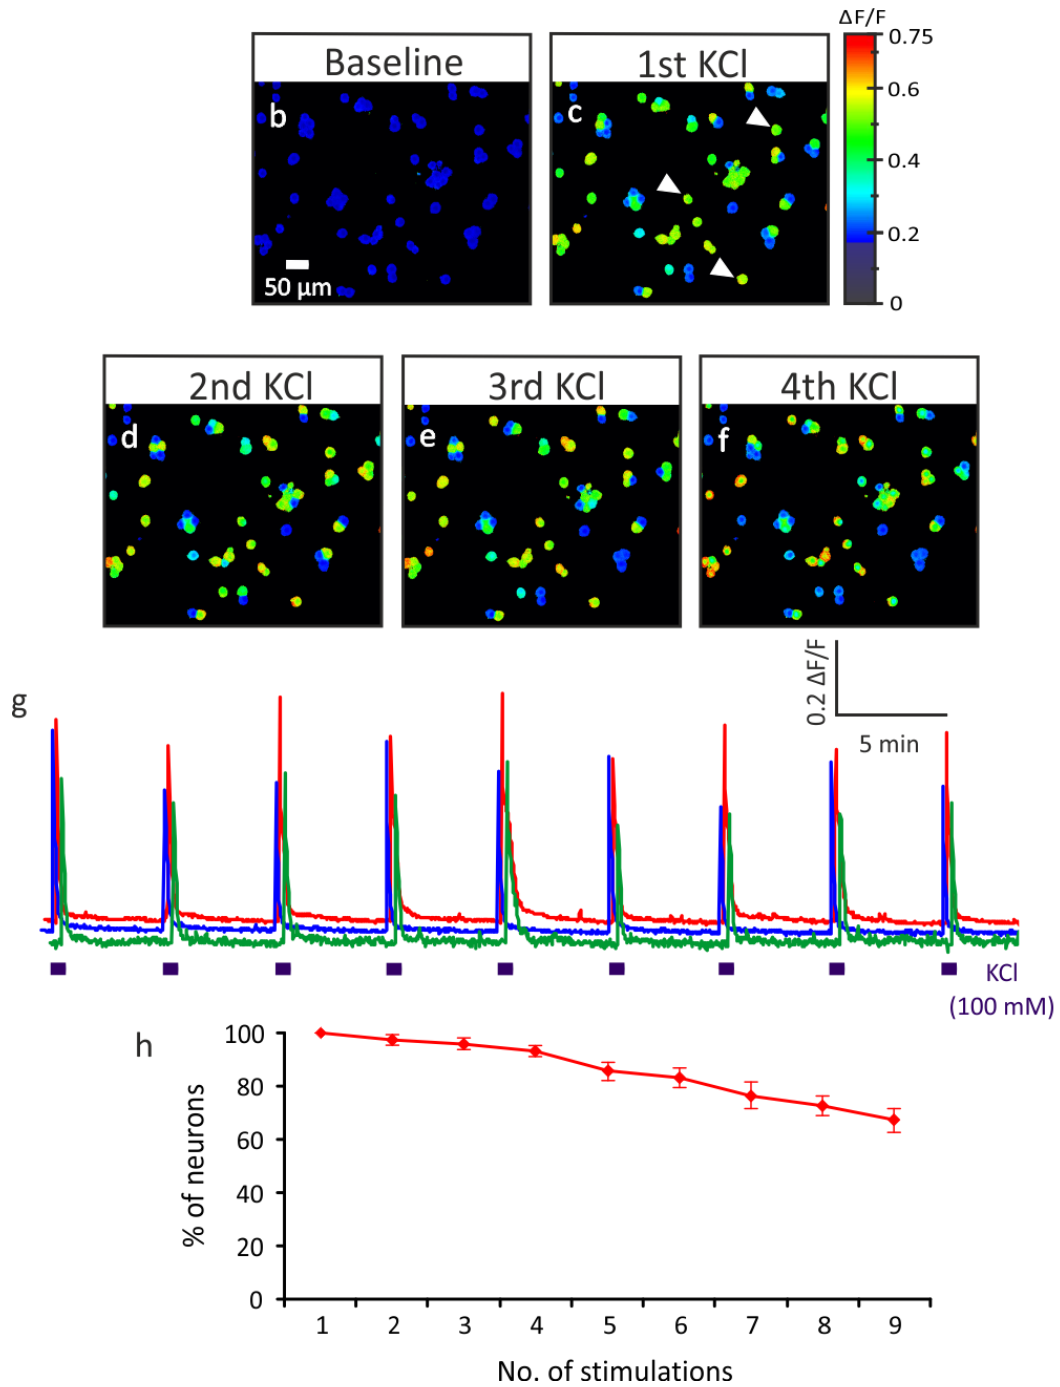 ΔF/F
Baseline
1st KCl
b
c
50 µm
0.75
0.6
0.4
0.2
0
2nd KCl
3rd KCl
4th KCl
d
e
f
g
0.2 ΔF/F
5 min
KCl
(100 mM)
h
% of neurons
100
80
60
40
20
0
1 2 3 4 5 6 7 8 9
No. of stimulations